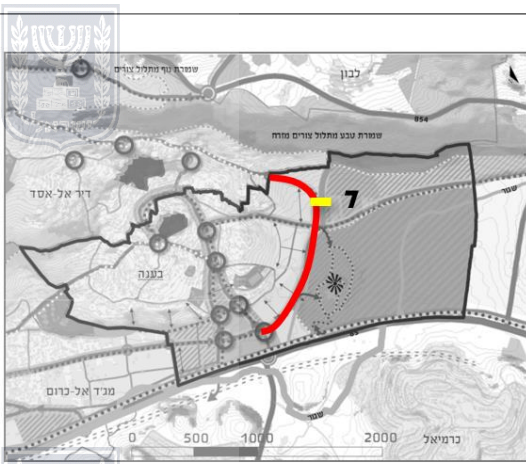 שמורת נוף מתלול צורים
לבון
854
שמורת טבע מתלול צורים מזרח
דיר אל-אסד
7
שגור
בענה
מג'ד אל-כרום
שגור
כרמיאל
0 500 1000 2000